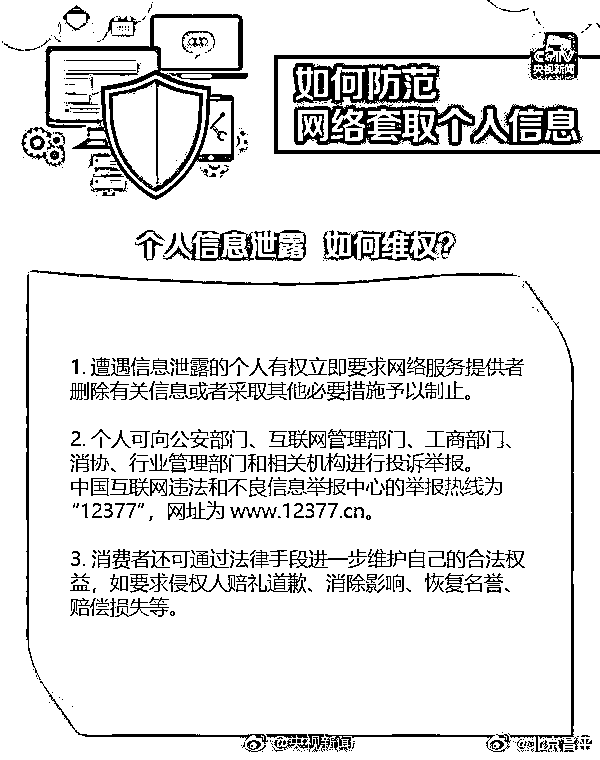 CCTV
央视新闻
如何防范
网络套取个人信息
个人信息泄露 如何维权？
1. 遭遇信息泄露的个人有权立即要求网络服务提供者
删除有关信息或者采取其他必要措施予以制止。
2. 个人可向公安部门、互联网管理部门、工商部门、
消协、行业管理部门和相关机构进行投诉举报。
中国互联网违法和不良信息举报中心的举报热线为
“12377”，网址为 www.12377.cn。
3. 消费者还可通过法律手段进一步维护自己的合法权
益，如要求侵权人赔礼道歉、消除影响、恢复名誉、
赔偿损失等。
@央视新闻
@北京昌平